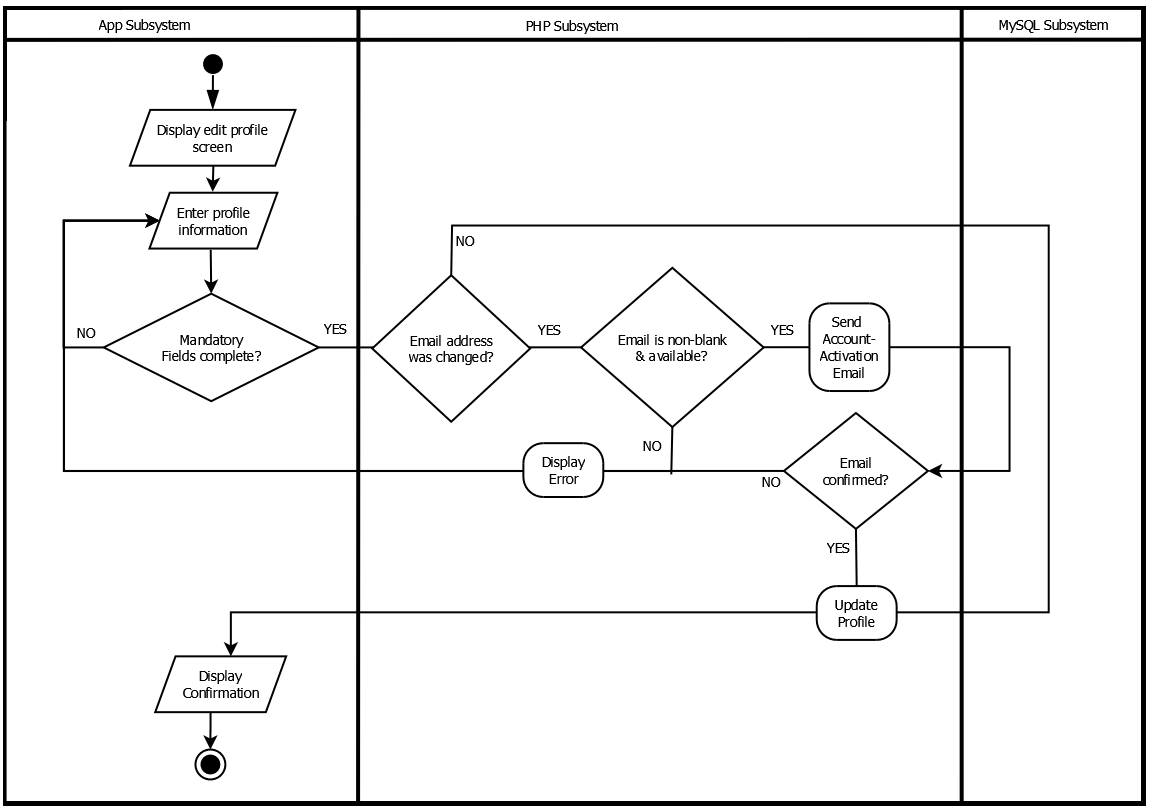 App Subsystem
PHP Subsystem
MySQL Subsystem
Display edit profile
screen
Enter profile
information
NO
Mandatory
Fields complete?
YES
NO
Email address
was changed?
YES
Email is non-blank
& available?
YES
Send
Account-
Activation
Email
NO
Display
Error
NO
Email
confirmed?
YES
Update
Profile
Display
Confirmation